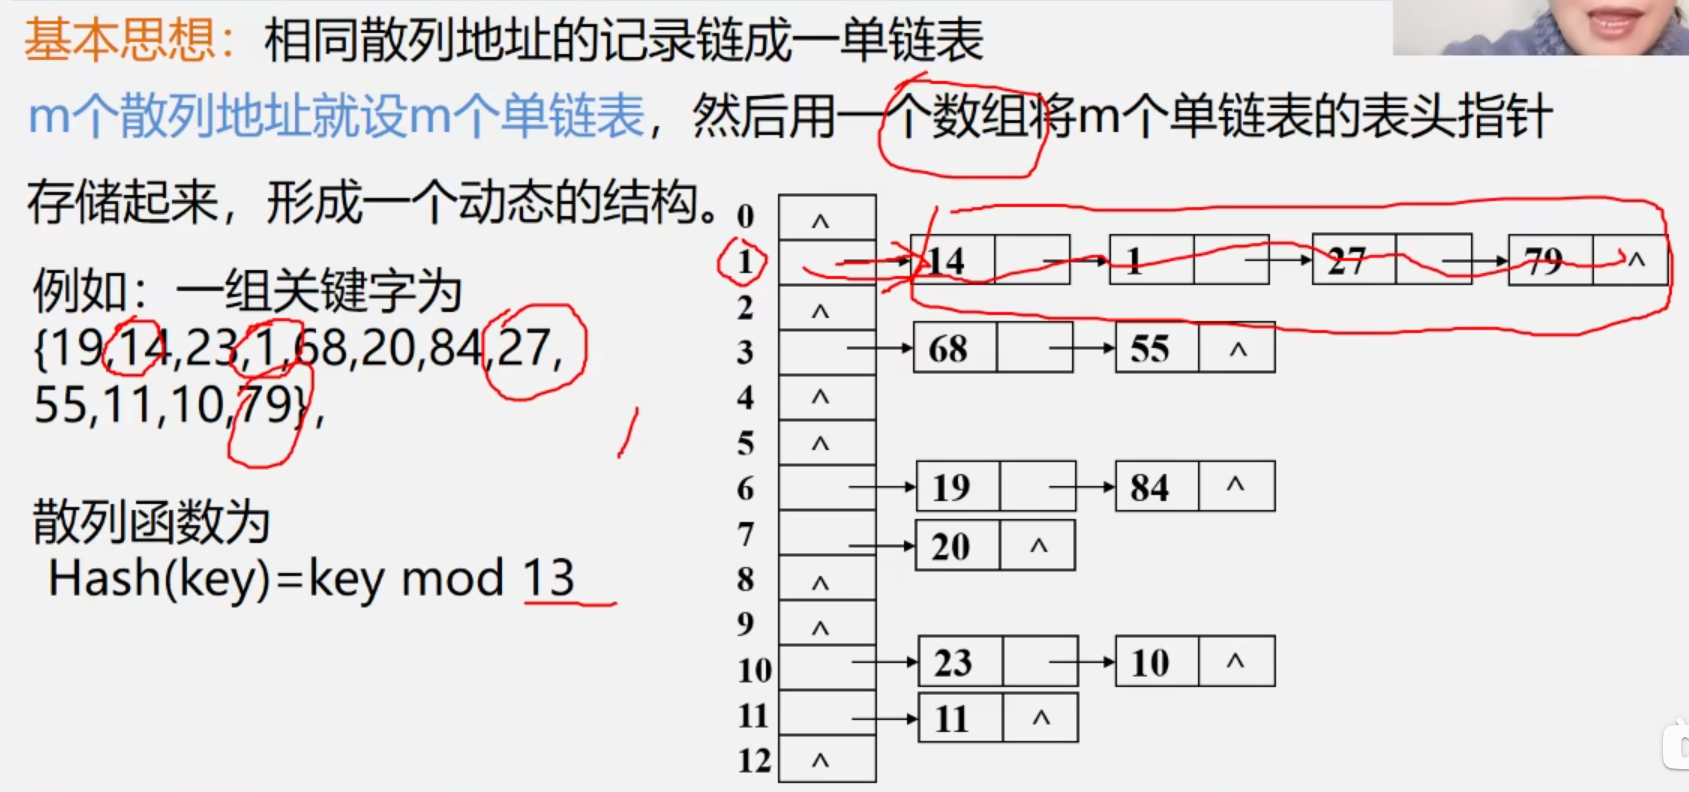 基本思想：相同散列地址的记录链成一单链表
m个散列地址就设m个单链表，然后用一个数组将m个单链表的表头指针
存储起来，形成一个动态的结构。
例如：一组关键字为
{19,14,23,1,68,20,84,27,
55,11,10,79},
散列函数为
Hash(key)=key mod 13
0 ^
1 14 1 27 79 ^
2 ^
3 68 55 ^
4 ^
5 ^
6 19 84 ^
7 20 ^
8 ^
9 ^
10 23 10 ^
11 11 ^
12 ^